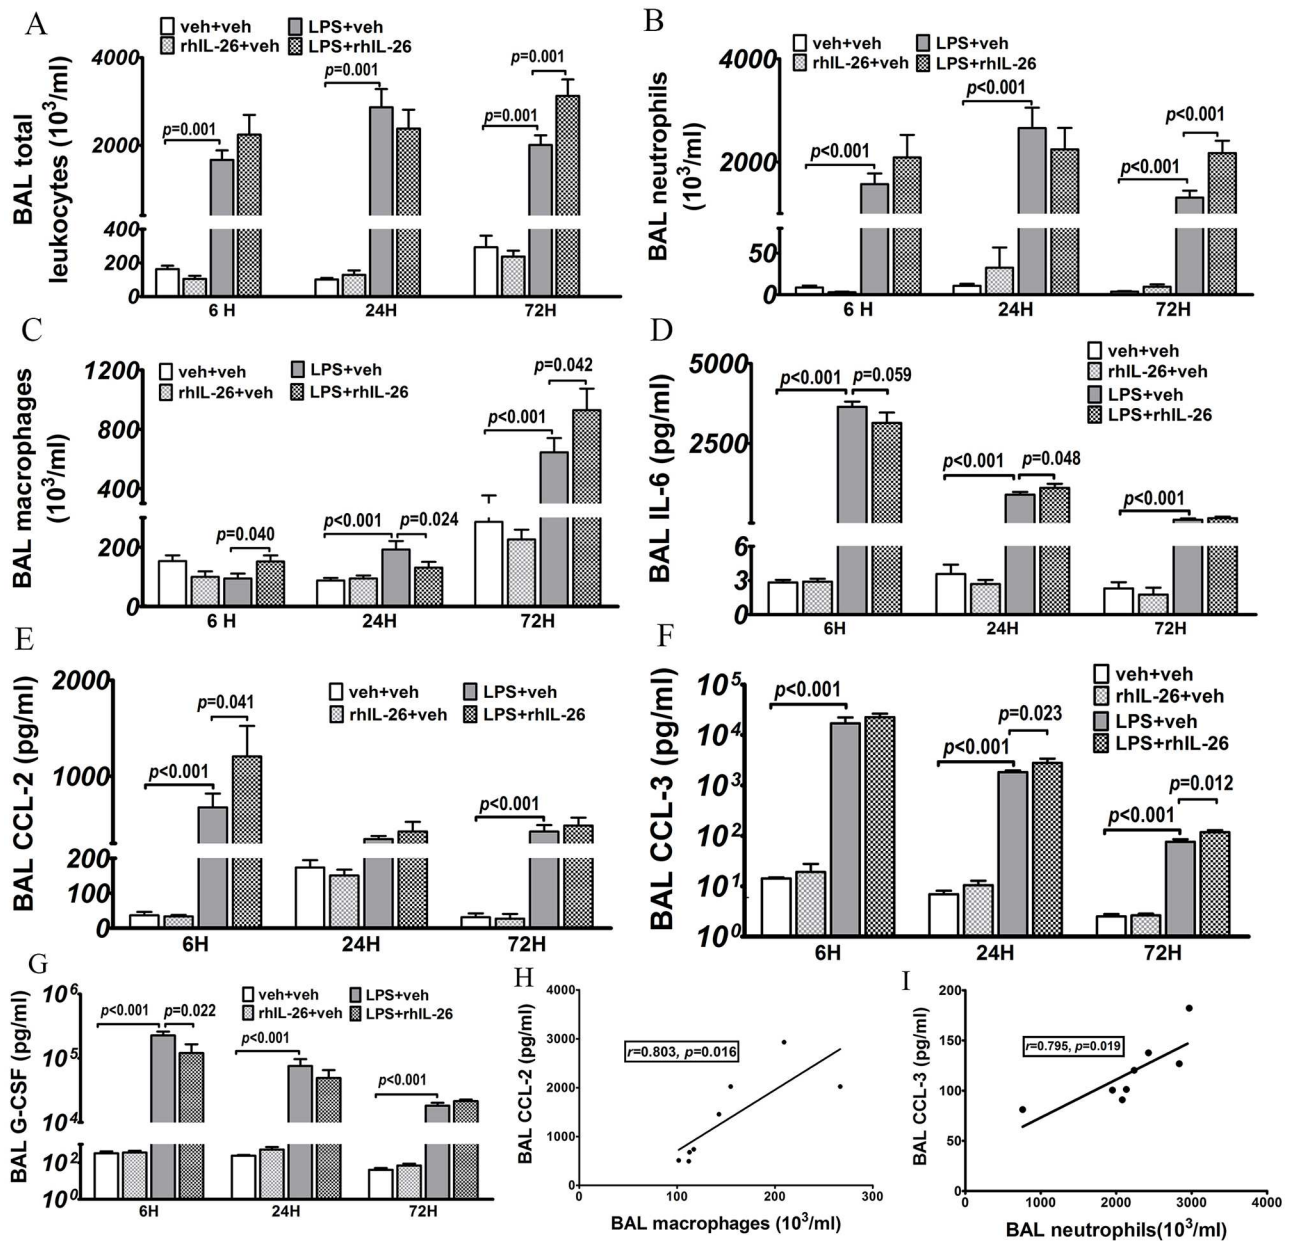 A
veh+veh
LPS+veh
rhIL-26+veh
LPS+rhIL-26
BAL total
leukocytes (10³/ml)
4000
2000
400
200
0
p=0.001
p=0.001
p=0.001
p=0.001
6 H
24H
72H
B
veh+veh
LPS+veh
rhIL-26+veh
LPS+rhIL-26
BAL neutrophils
(10³/ml)
4000
2000
50
0
p<0.001
p<0.001
p<0.001
p<0.001
6 H
24H
72H
C
veh+veh
LPS+veh
rhIL-26+veh
LPS+rhIL-26
BAL macrophages
(10³/ml)
1200
800
400
200
0
p=0.040
p<0.001
p=0.024
p<0.001
p=0.042
6 H
24H
72H
D
veh+veh
rhIL-26+veh
LPS+veh
LPS+rhIL-26
BAL IL-6 (pg/ml)
5000
2500
6
3
0
p<0.001
p=0.059
p<0.001
p=0.048
p<0.001
6H
24H
72H
E
veh+veh
LPS+veh
rhIL-26+veh
LPS+rhIL-26
BAL CCL-2 (pg/ml)
2000
1000
200
100
0
p<0.001
p=0.041
p<0.001
6H
24H
72H
F
veh+veh
rhIL-26+veh
LPS+veh
LPS+rhIL-26
BAL CCL-3 (pg/ml)
10⁵
10⁴
10³
10²
10¹
10⁰
p<0.001
p<0.001
p=0.023
p<0.001
p=0.012
6H
24H
72H
G
veh+veh
LPS+veh
rhIL-26+veh
LPS+rhIL-26
BAL G-CSF (pg/ml)
10⁶
10⁵
10⁴
10²
10⁰
p<0.001
p=0.022
p<0.001
p<0.001
6H
24H
72H
H
BAL CCL-2 (pg/ml)
4000
3000
2000
1000
0
r=0.803, p=0.016
0
100
200
300
BAL macrophages (10³/ml)
I
BAL CCL-3 (pg/ml)
200
150
100
50
0
r=0.795, p=0.019
0
1000
2000
3000
4000
BAL neutrophils(10³/ml)